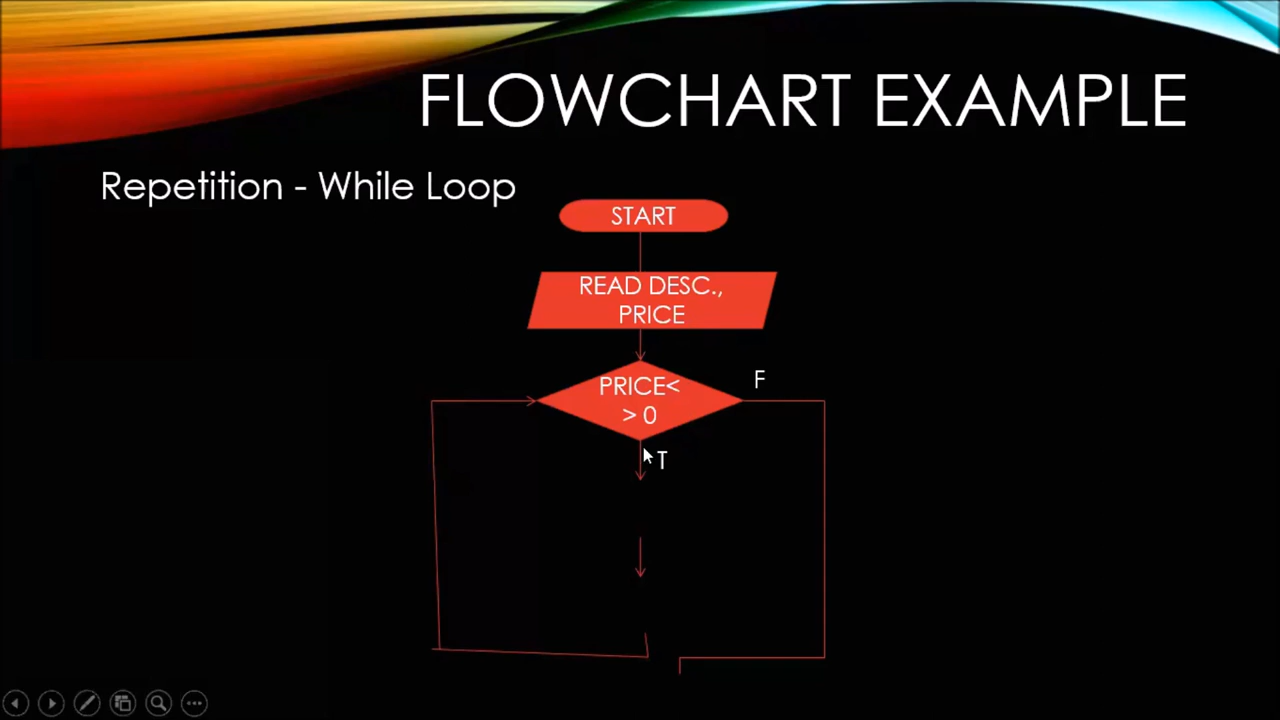 FLOWCHART EXAMPLE
Repetition - While Loop
START
READ DESC.,
PRICE
PRICE<
> 0
F
T